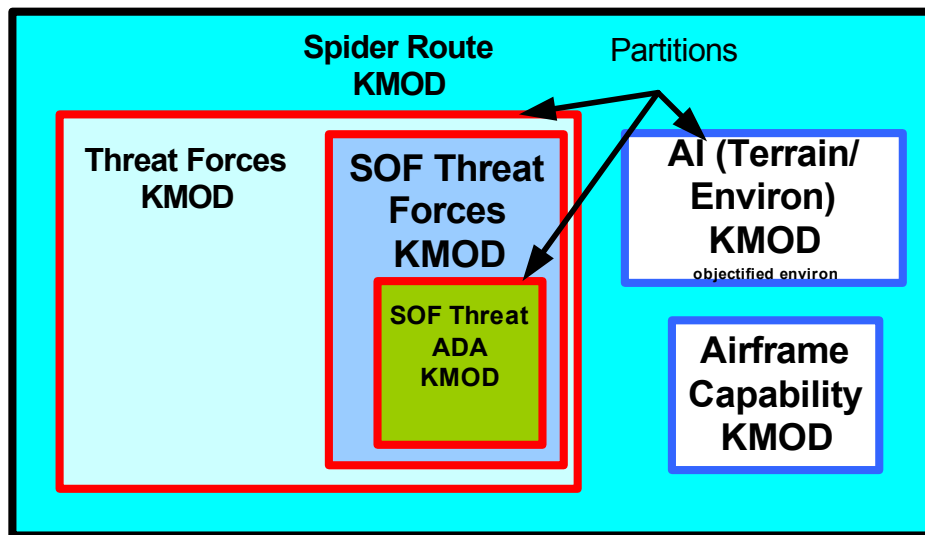 Spider Route
KMOD
Partitions
Threat Forces
KMOD
SOF Threat
Forces
KMOD
SOF Threat
ADA
KMOD
AI (Terrain/
Environ)
KMOD
objectified environ
Airframe
Capability
KMOD